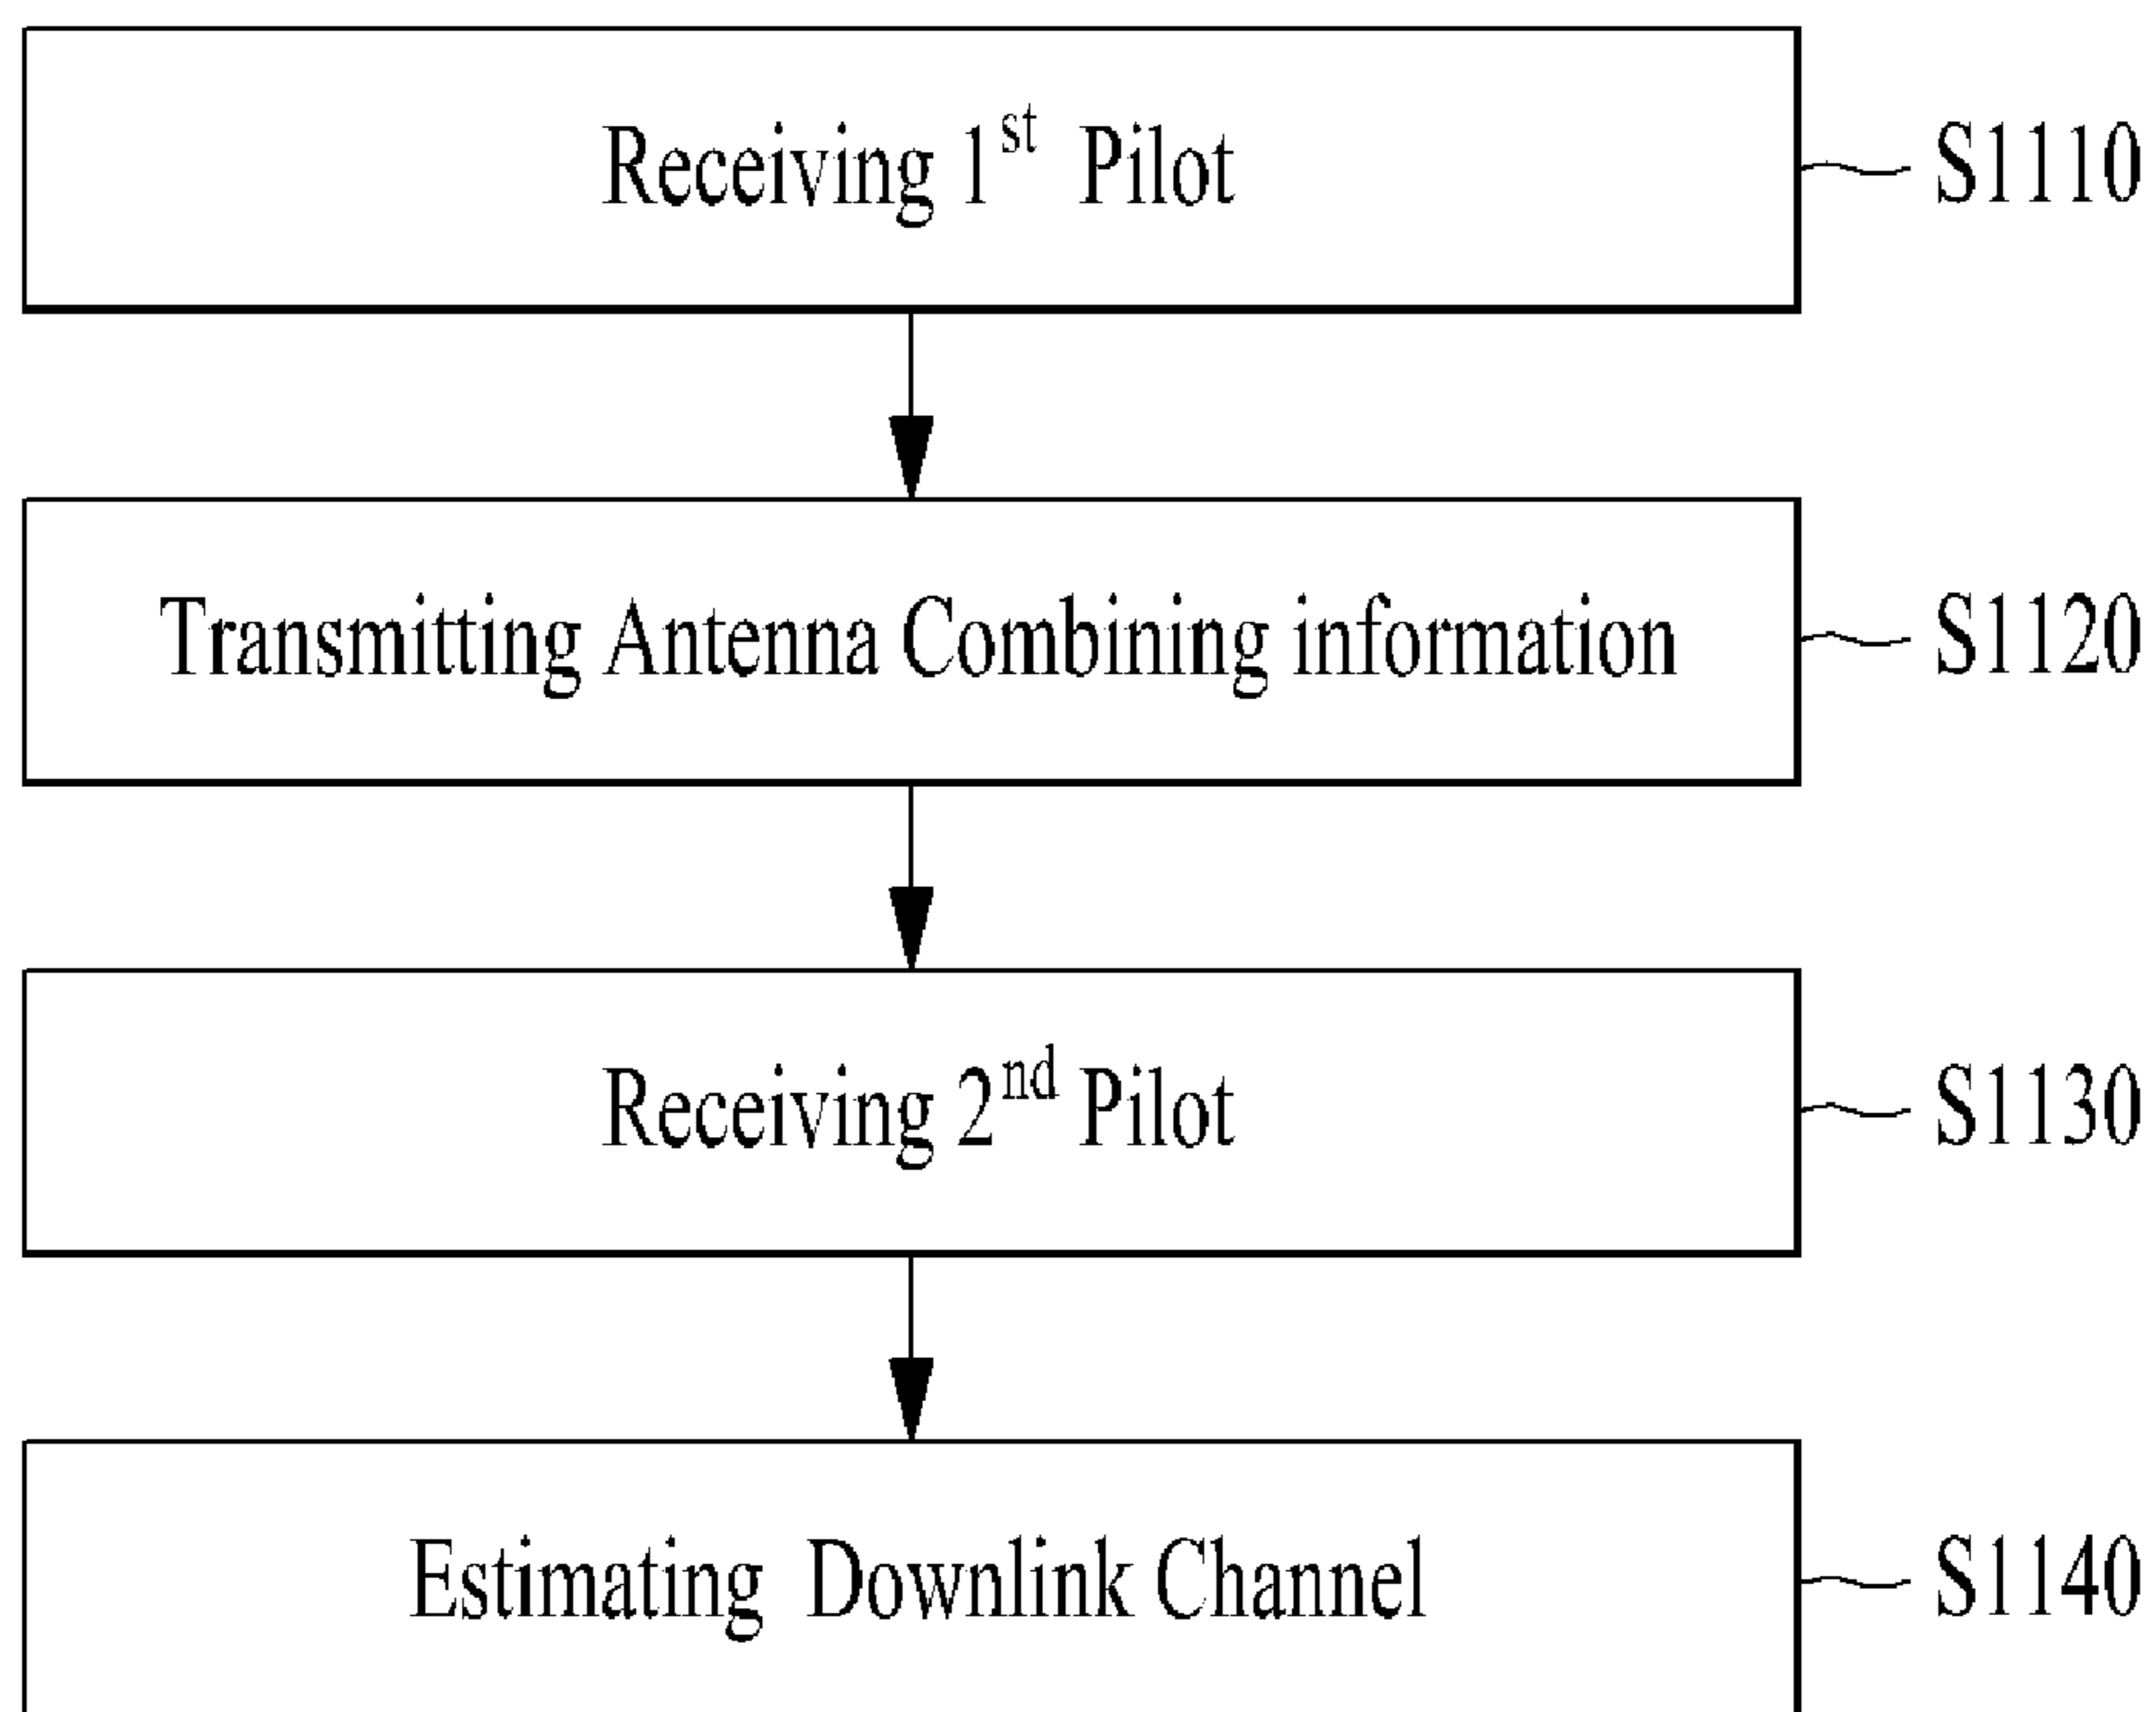 Receiving 1st Pilot
S1110
Transmitting Antenna Combining information
S1120
Receiving 2nd Pilot
S1130
Estimating Downlink Channel
S1140